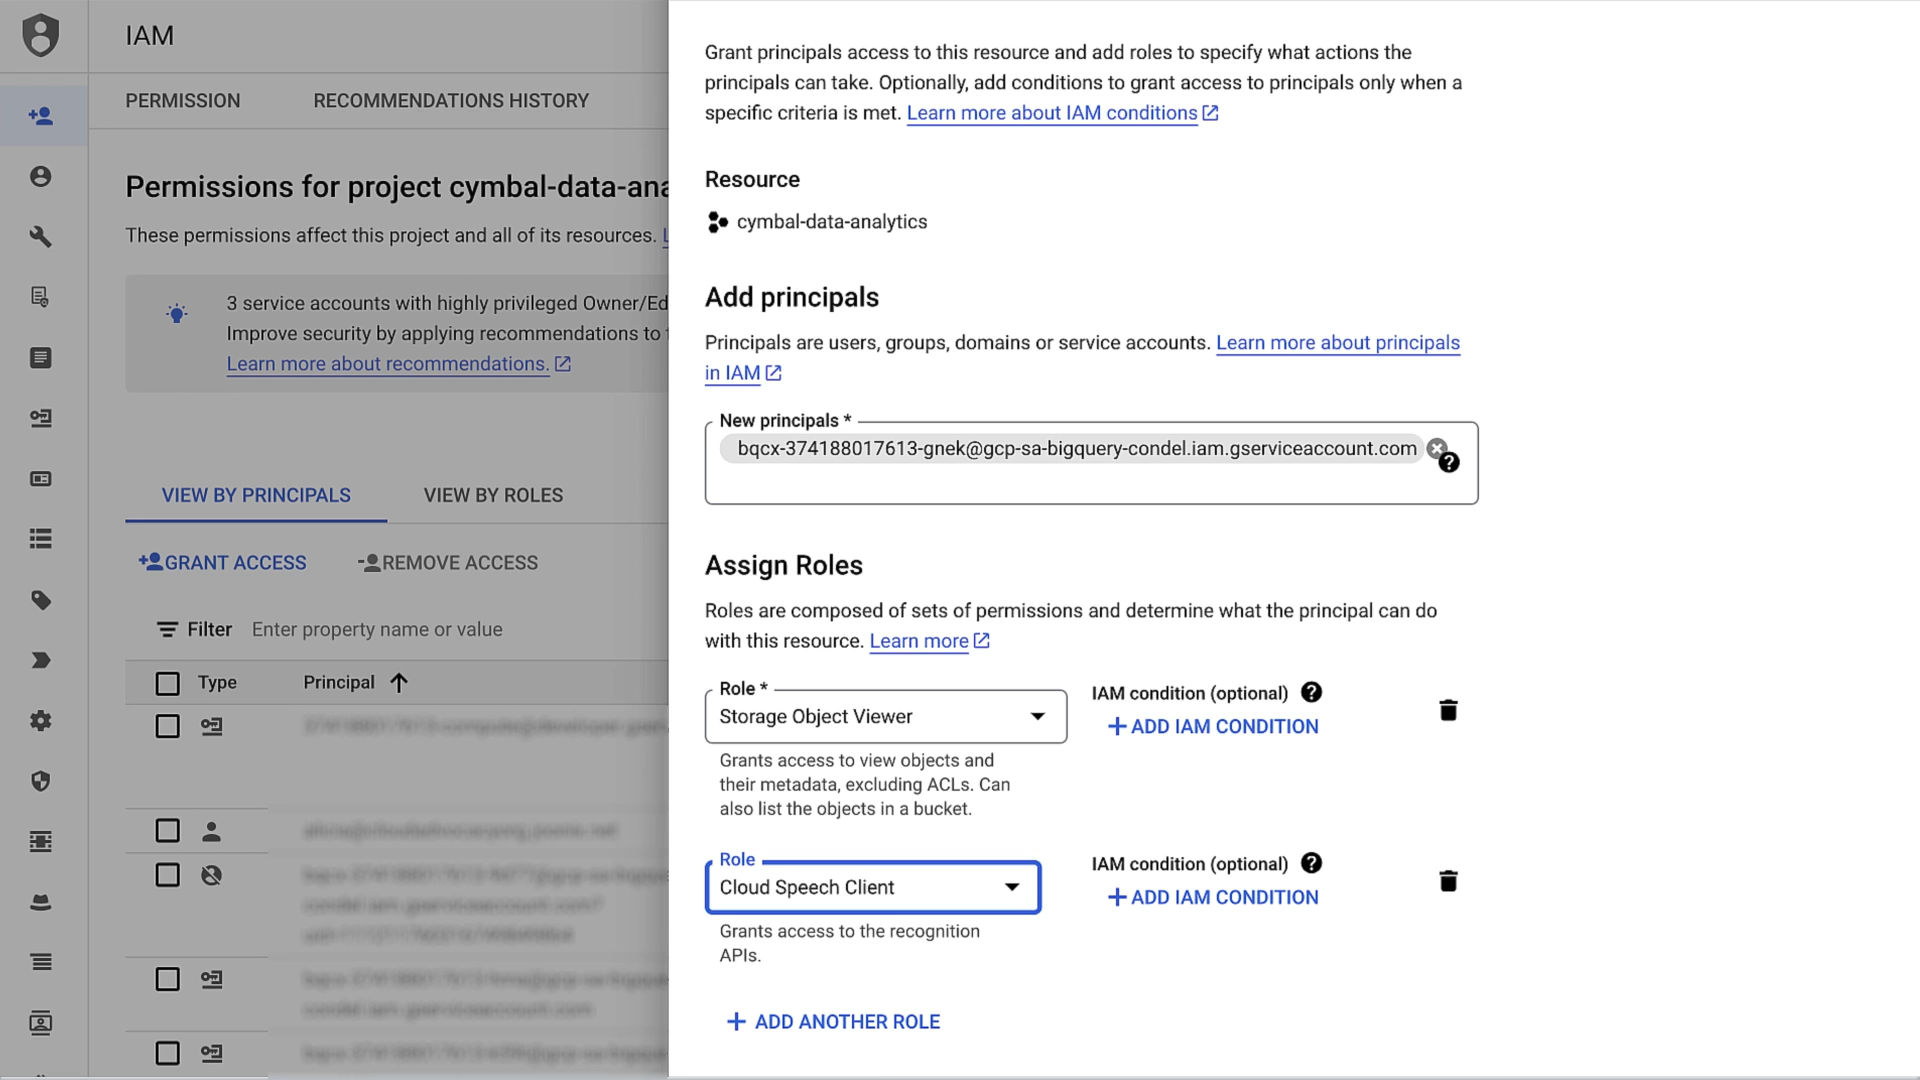 IAM
PERMISSION
RECOMMENDATIONS HISTORY
Permissions for project cymbal-data-ana
These permissions affect this project and all of its resources. L
3 service accounts with highly privileged Owner/Ed
Improve security by applying recommendations to
Learn more about recommendations.
VIEW BY PRINCIPALS
VIEW BY ROLES
GRANT ACCESS
REMOVE ACCESS
Filter
Enter property name or value
Type
Principal
Grant principals access to this resource and add roles to specify what actions the
principals can take. Optionally, add conditions to grant access to principals only when a
specific criteria is met. Learn more about IAM conditions
Resource
cymbal-data-analytics
Add principals
Principals are users, groups, domains or service accounts. Learn more about principals
in IAM
New principals *
bqcx-374188017613-gnek@gcp-sa-bigquery-condel.iam.gserviceaccount.com
Assign Roles
Roles are composed of sets of permissions and determine what the principal can do
with this resource. Learn more
Role *
Storage Object Viewer
IAM condition (optional)
+ ADD IAM CONDITION
Grants access to view objects and
their metadata, excluding ACLs. Can
also list the objects in a bucket.
Role
Cloud Speech Client
IAM condition (optional)
+ ADD IAM CONDITION
Grants access to the recognition
APIs.
+ ADD ANOTHER ROLE